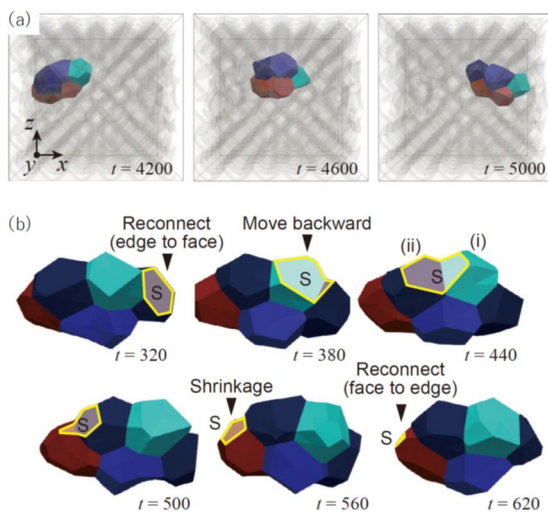 (a)
z
y x
t = 4200
t = 4600
t = 5000
(b)
Reconnect
(edge to face)
S
t = 320
Move backward
S
t = 380
(ii) (i)
S
t = 440
S
t = 500
Shrinkage
S
t = 560
Reconnect
(face to edge)
S
t = 620